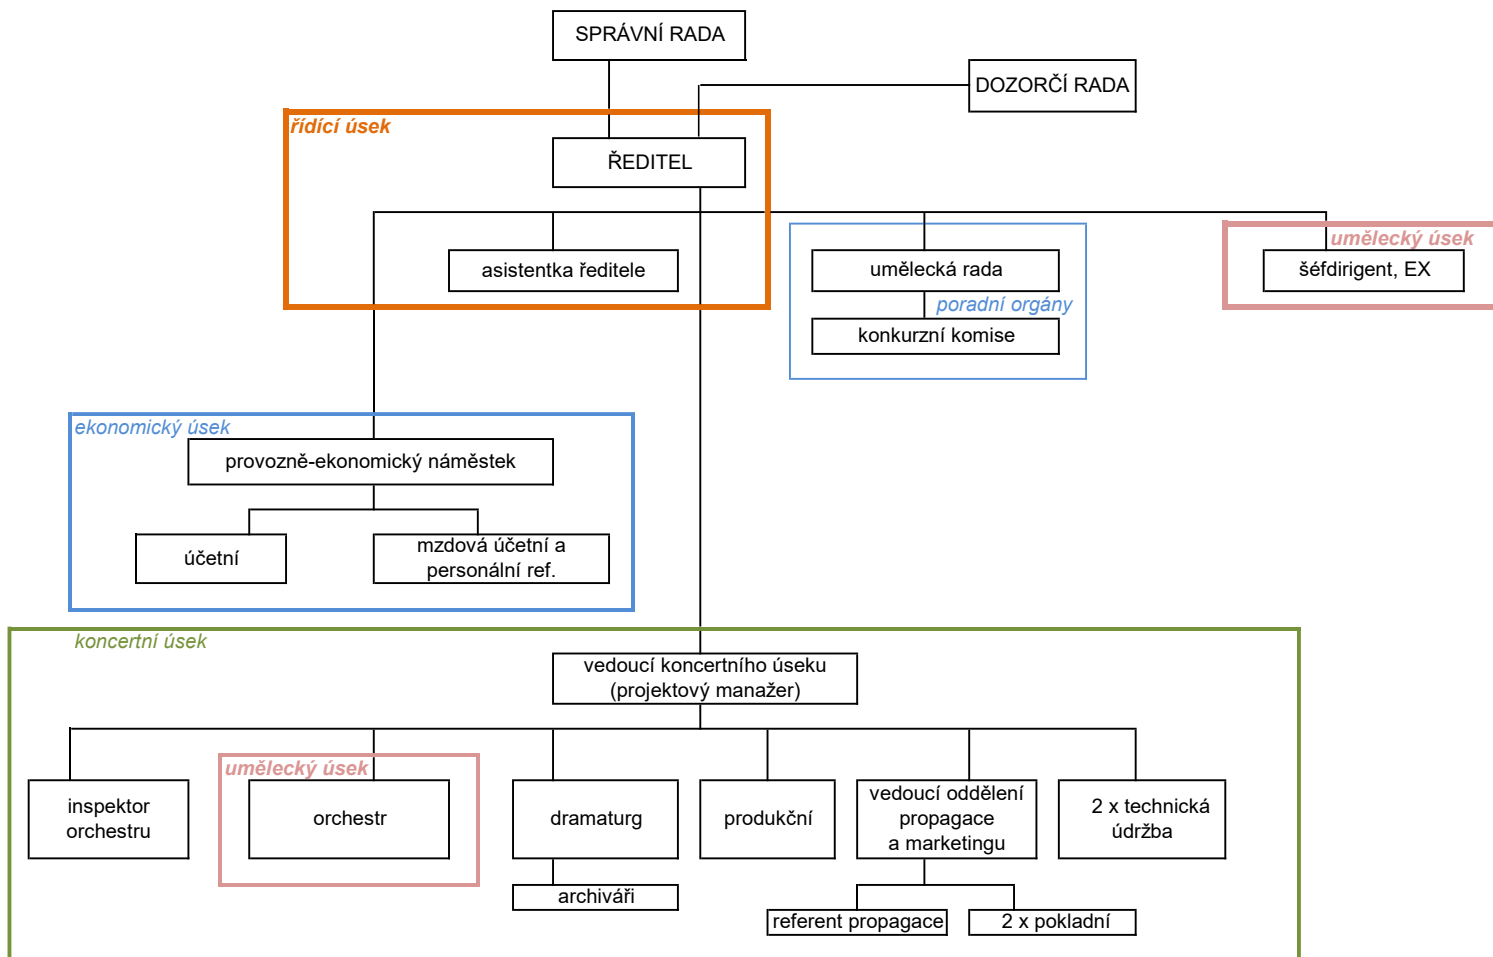 SPRÁVNÍ RADA
DOZORČÍ RADA
řídící úsek
ŘEDITEL
umělecký úsek
asistentka ředitele
umělecká rada
šéfdirigent, EX
poradní orgány
konkurzní komise
ekonomický úsek
provozně-ekonomický náměstek
účetní
mzdová účetní a
personální ref.
koncertní úsek
vedoucí koncertního úseku
(projektový manažer)
umělecký úsek
inspektor
orchestru
orchestr
dramaturg
produkční
vedoucí oddělení
propagace
a marketingu
2 x technická
údržba
archiváři
referent propagace
2 x pokladní